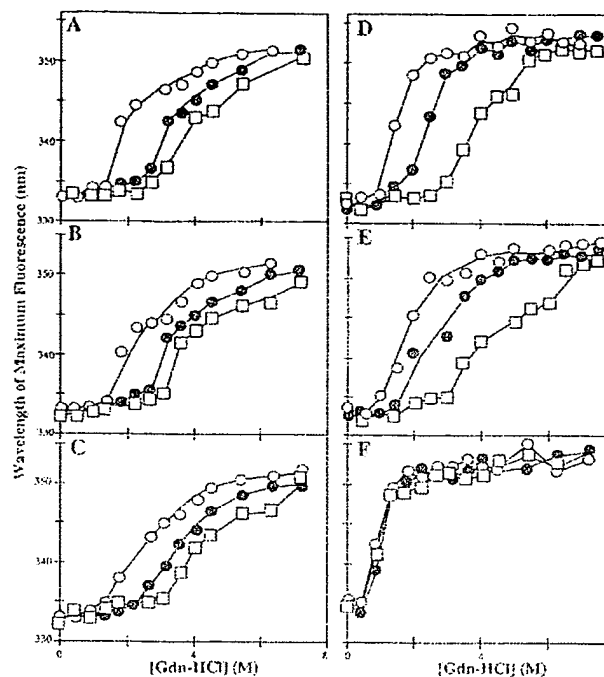 A
D
350
340
330
B
E
350
340
330
C
F
350
340
330
Wavelength of Maximum Fluorescence (nm)
0 4 8
0 4
[Gdn-HCl] (M)
[Gdn-HCl] (M)